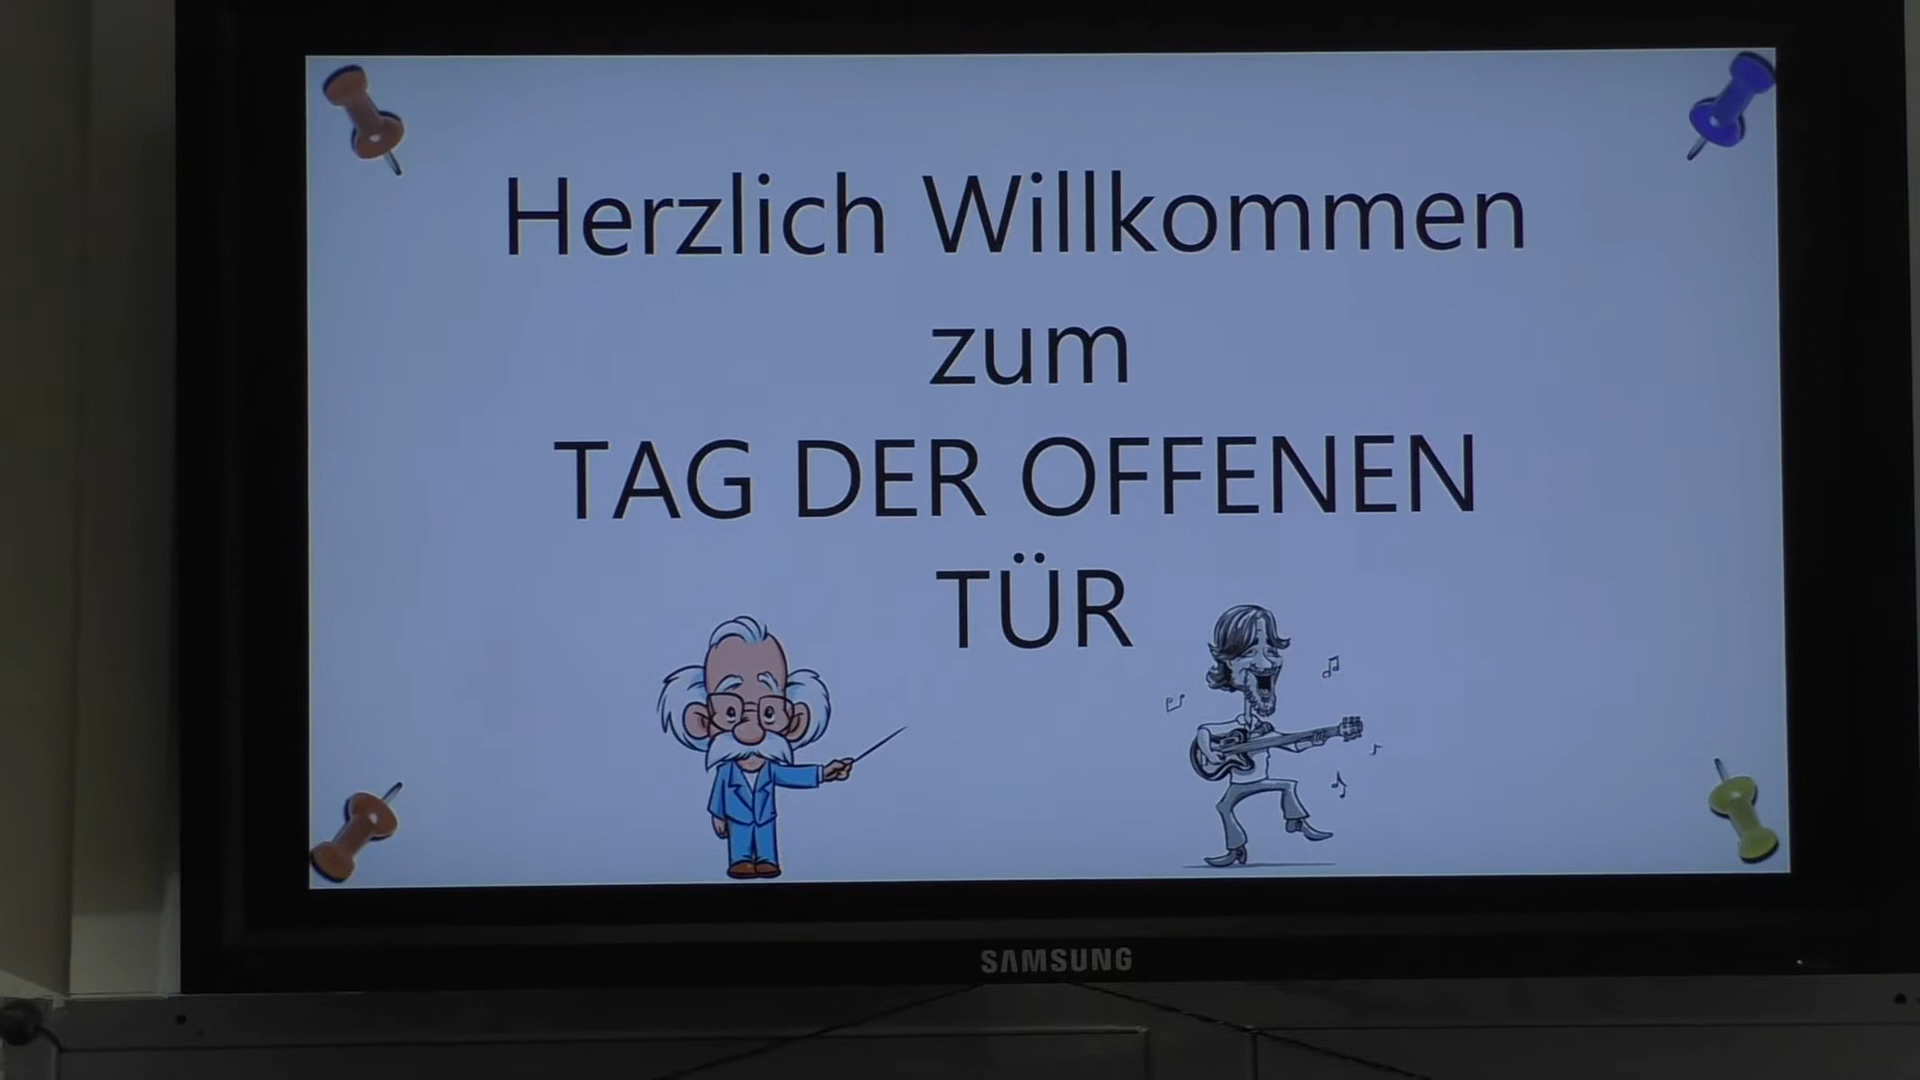 Herzlich Willkommen
zum
TAG DER OFFENEN
TÜR
SAMSUNG